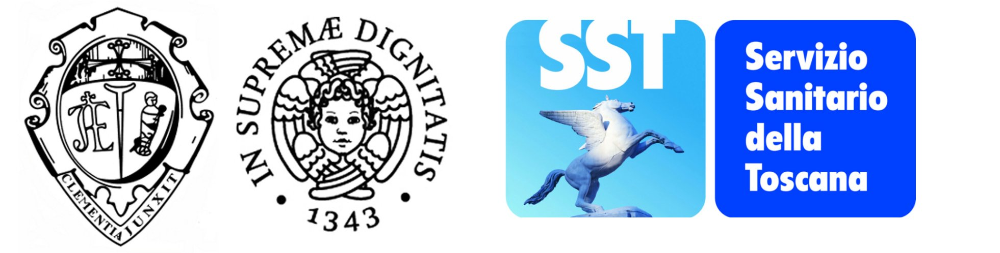 CLEMENTIA JUNXIT
IN SUPREMÆ DIGNITATIS
1343
SST
Servizio
Sanitario
della
Toscana